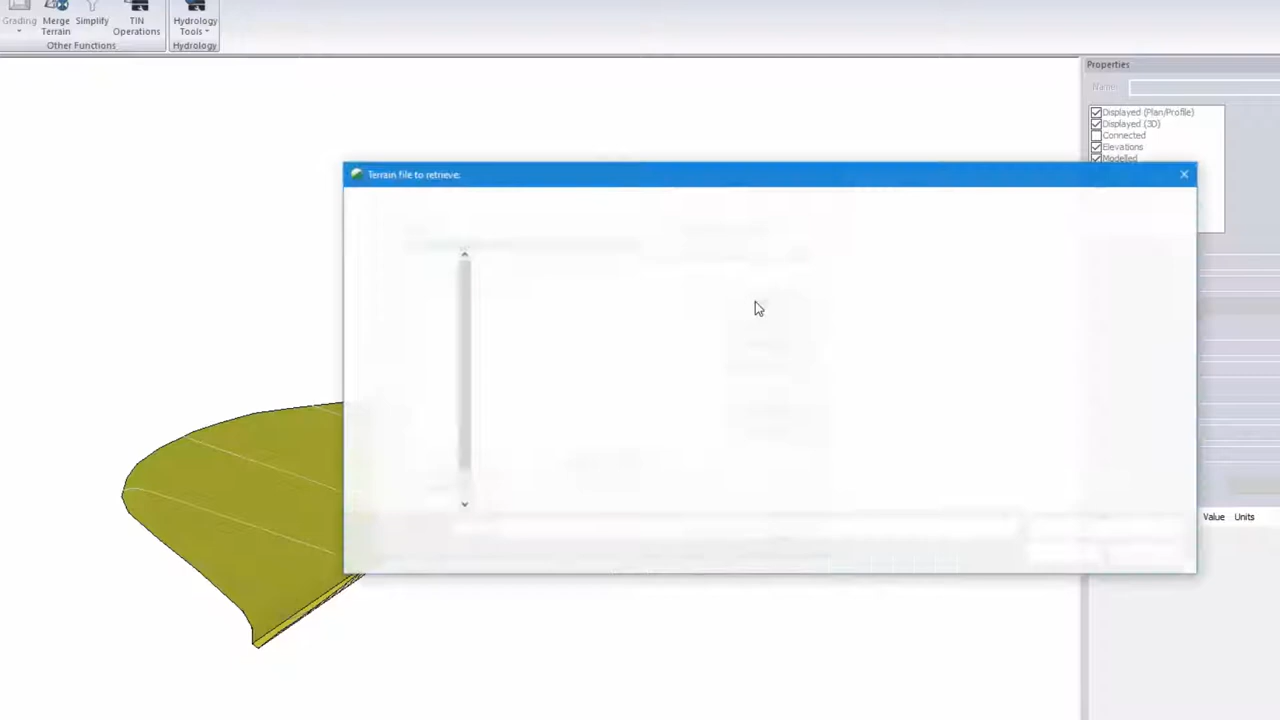 Grading
Merge
Terrain
Simplify
TIN
Operations
Hydrology
Tools
Other Functions
Hydrology
Properties
Name:
Displayed (Plan/Profile)
Displayed (3D)
Connected
Elevations
Modelled
Terrain file to retrieve:
Value
Units